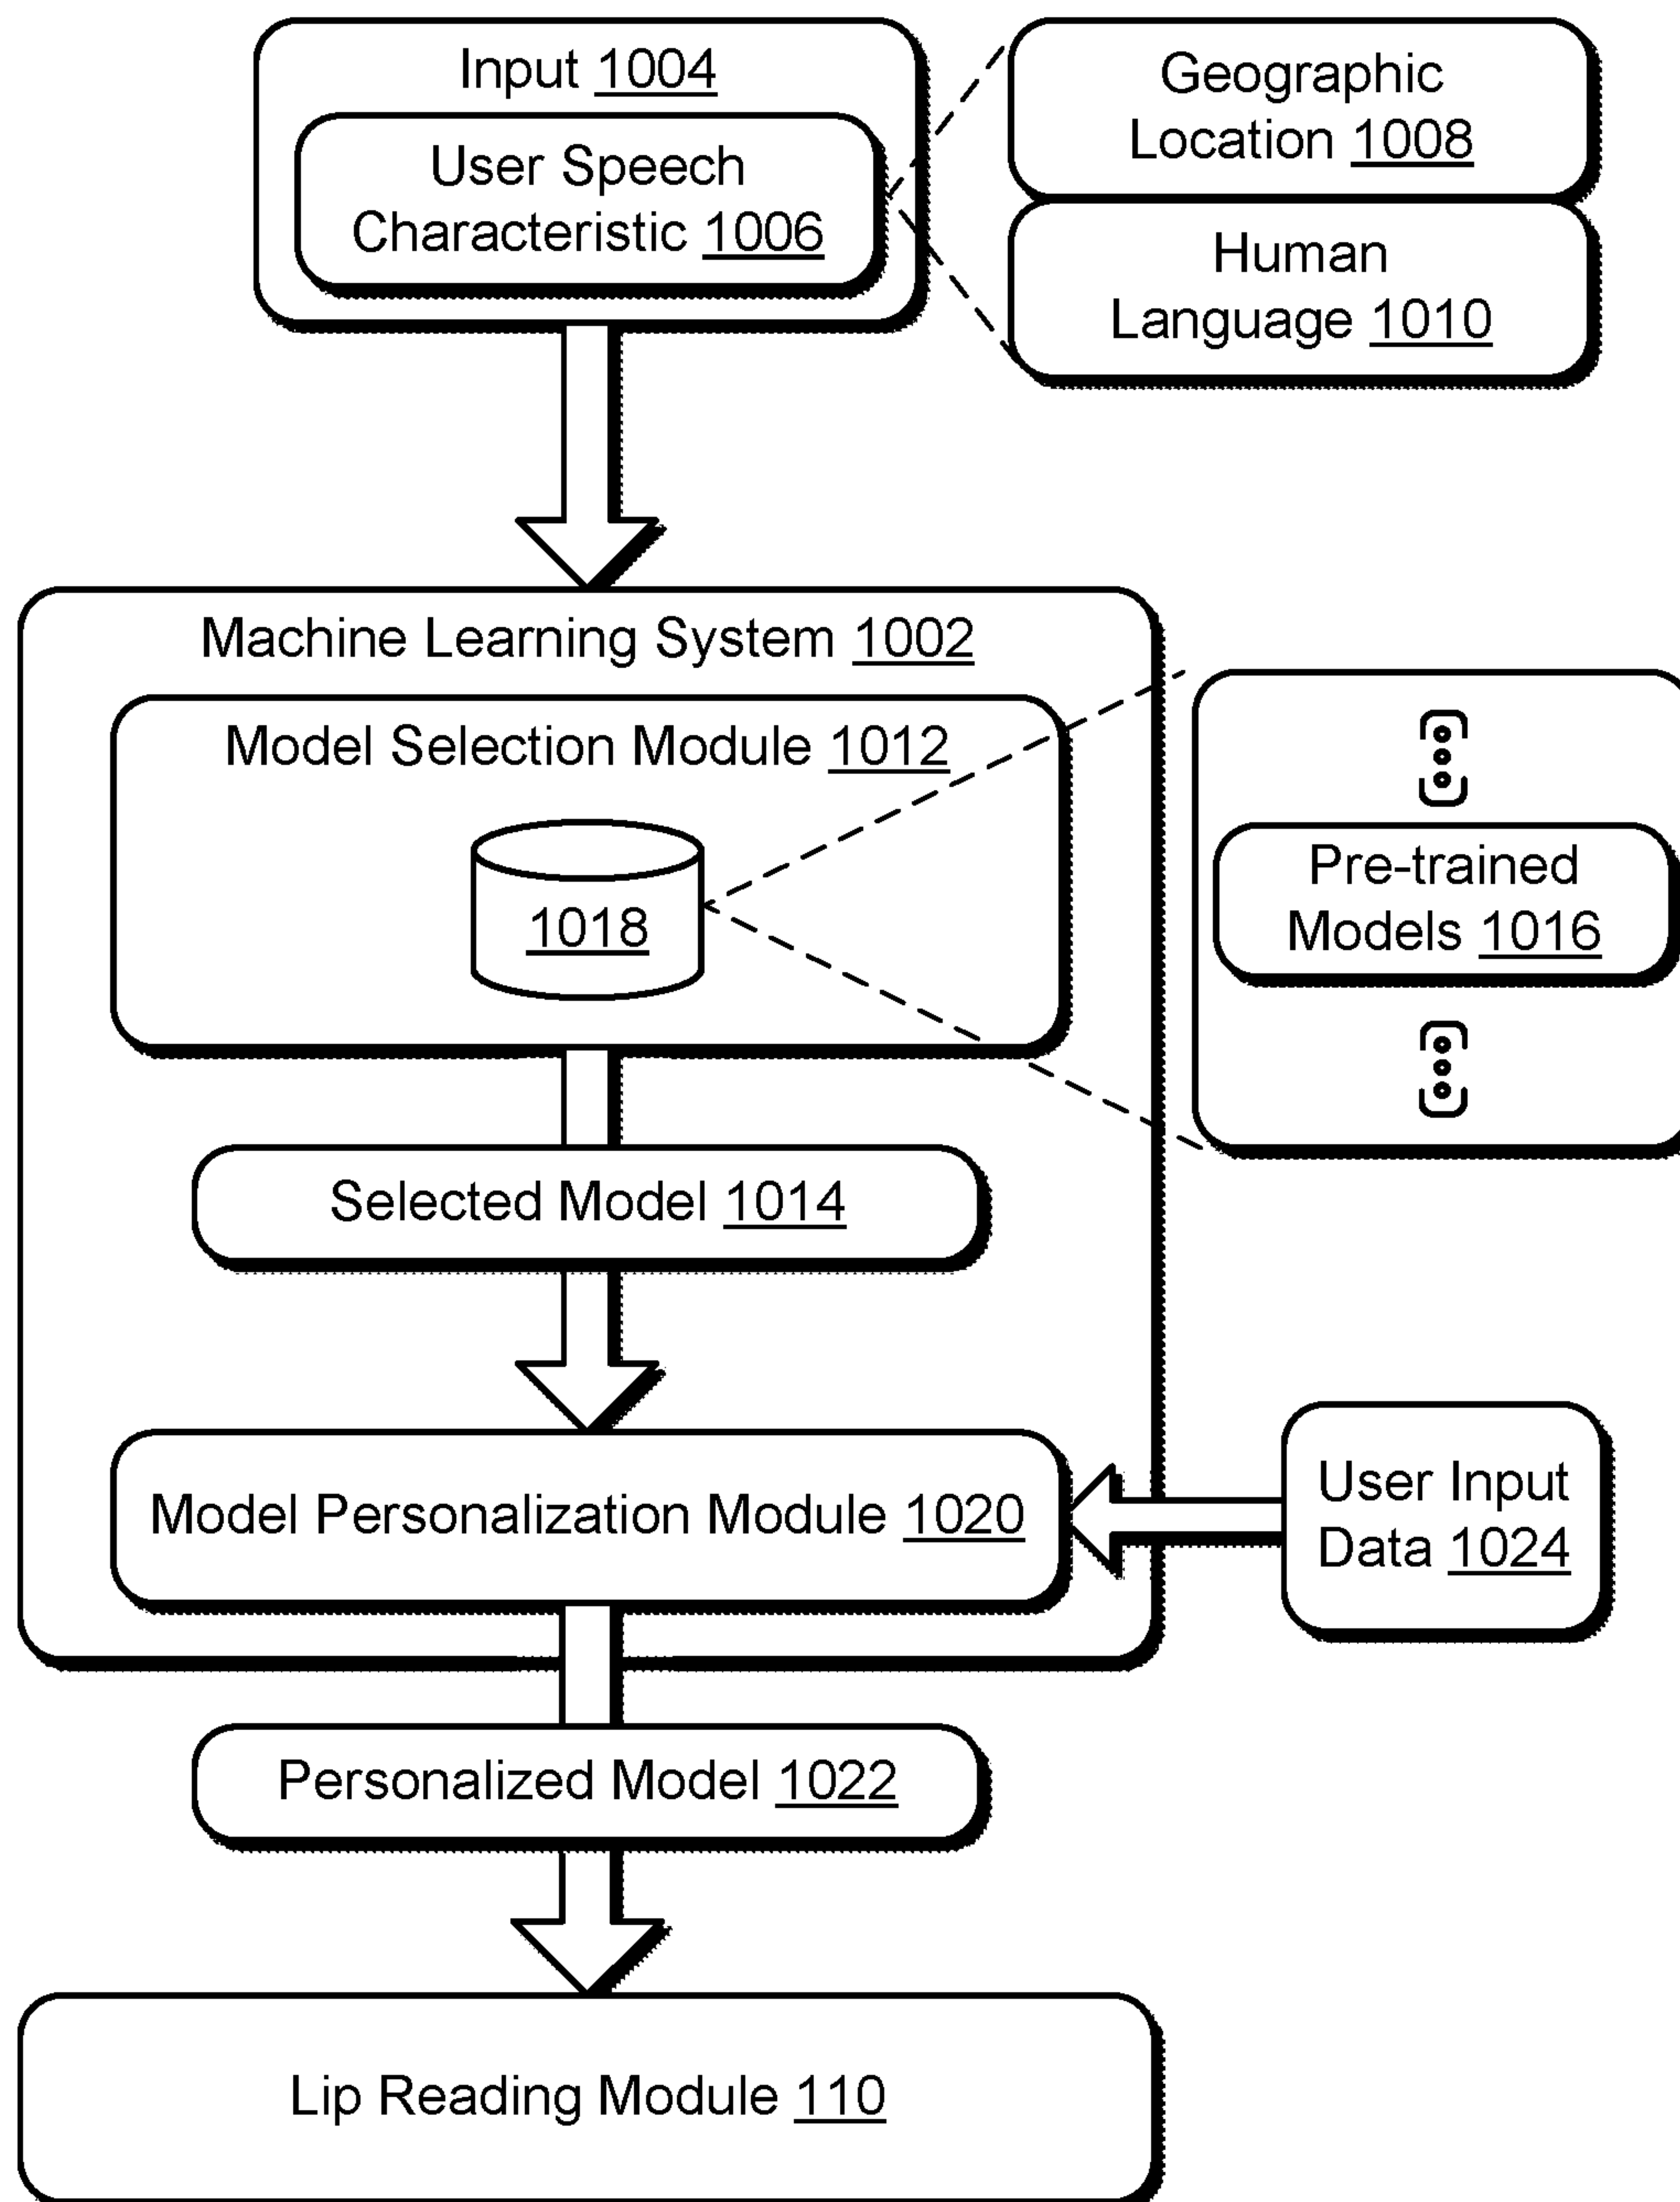 Input 1004
User Speech
Characteristic 1006
Geographic
Location 1008
Human
Language 1010
Machine Learning System 1002
Model Selection Module 1012
1018
Pre-trained
Models 1016
Selected Model 1014
Model Personalization Module 1020
User Input
Data 1024
Personalized Model 1022
Lip Reading Module 110